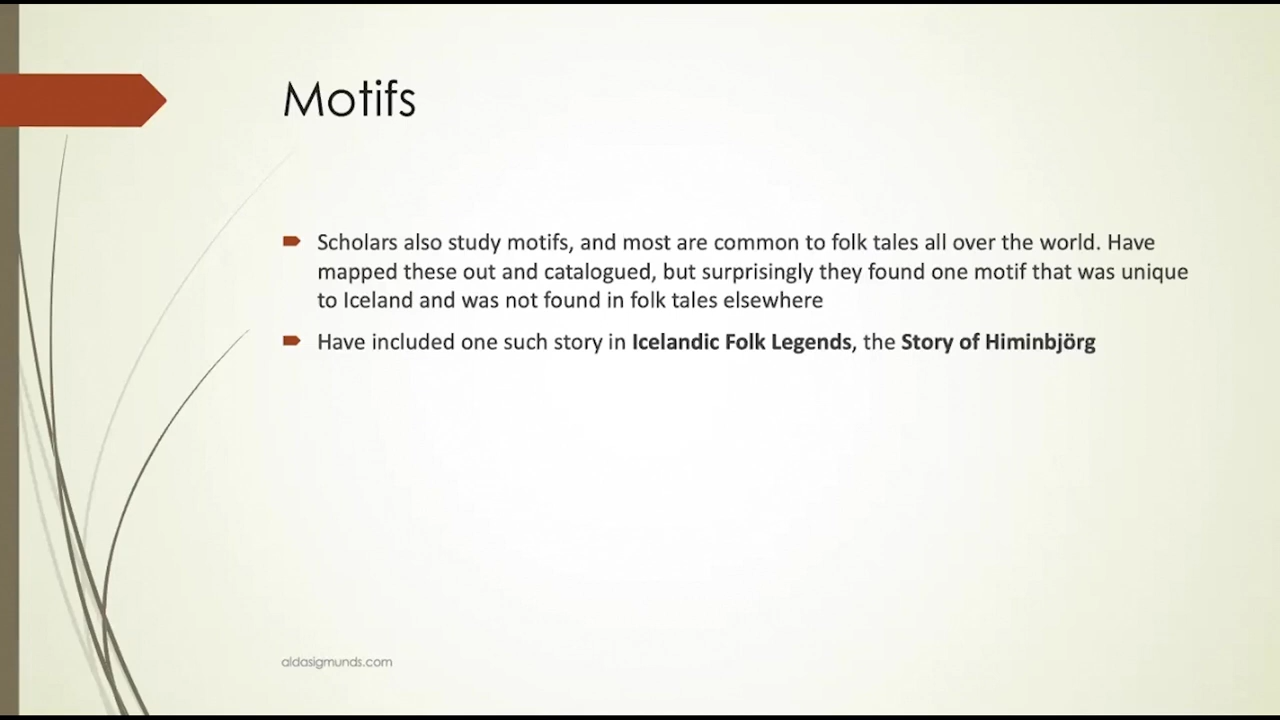 Motifs
Scholars also study motifs, and most are common to folk tales all over the world. Have
mapped these out and catalogued, but surprisingly they found one motif that was unique
to Iceland and was not found in folk tales elsewhere
Have included one such story in Icelandic Folk Legends, the Story of Himinbjörg
aldasigmunds.com